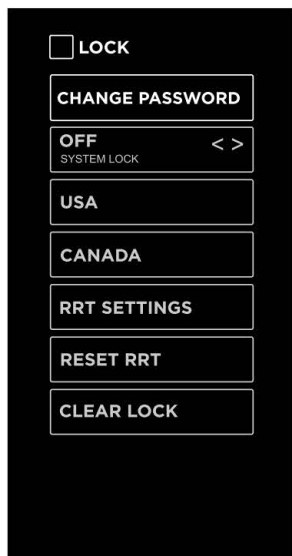 LOCK
CHANGE PASSWORD
OFF < >
SYSTEM LOCK
USA
CANADA
RRT SETTINGS
RESET RRT
CLEAR LOCK